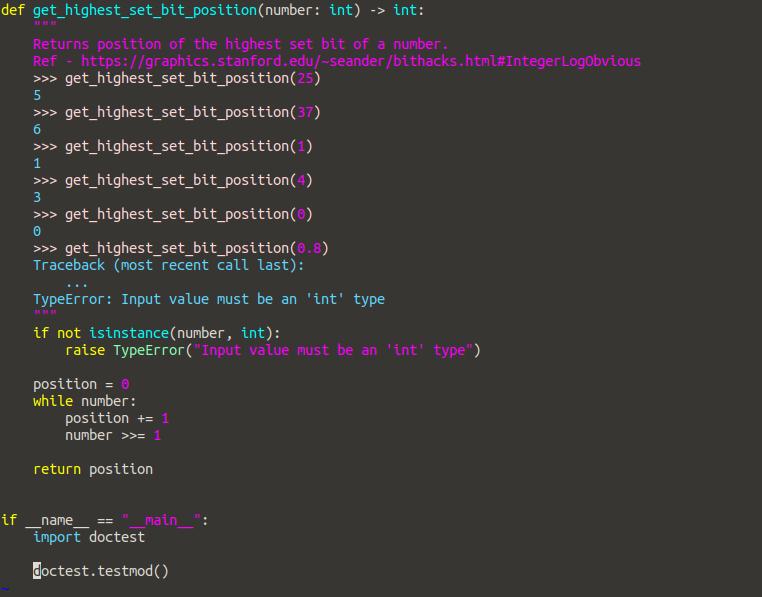 def get_highest_set_bit_position(number: int) -> int:
    """
    Returns position of the highest set bit of a number.
    Ref - https://graphics.stanford.edu/~seander/bithacks.html#IntegerLogObvious
    >>> get_highest_set_bit_position(25)
    5
    >>> get_highest_set_bit_position(37)
    6
    >>> get_highest_set_bit_position(1)
    1
    >>> get_highest_set_bit_position(4)
    3
    >>> get_highest_set_bit_position(0)
    0
    >>> get_highest_set_bit_position(0.8)
    Traceback (most recent call last):
        ...
    TypeError: Input value must be an 'int' type
    """
    if not isinstance(number, int):
        raise TypeError("Input value must be an 'int' type")

    position = 0
    while number:
        position += 1
        number >>= 1

    return position


if __name__ == "__main__":
    import doctest

    doctest.testmod()
~